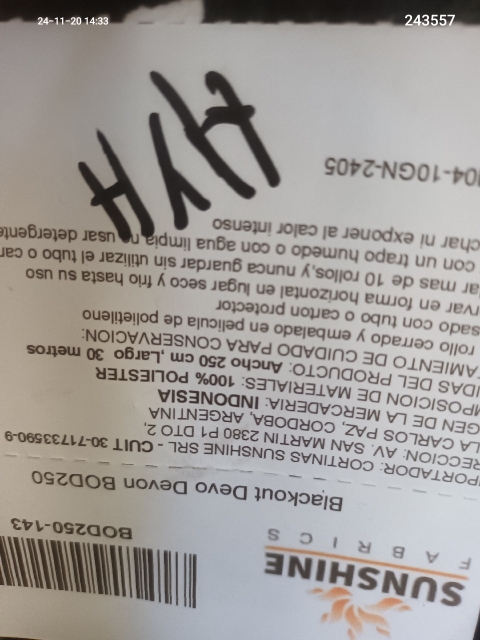 24-11-20 14:33
243557
SUNSHINE
FABRICS
BOD250-143
Blackout Devo Devon BOD250
PORTADOR: CORTINAS SUNSHINE SRL - CUIT 30-71733590-9
RECCION: AV. SAN MARTIN 2380 P1 DTO 2,
LA CARLOS PAZ, CORDOBA, ARGENTINA
GEN DE LA MERCADERIA: INDONESIA
MPOSICION DE MATERIALES: 100% POLIESTER
IDAS DEL PRODUCTO: Ancho 250 cm, Largo 30 metros
AMIENTO DE CUIDADO PARA CONSERVACION:
rollo cerrado y embalado en pelicula de polietileno
sado con tubo o carton protector
rvar en forma horizontal en lugar seco y frio hasta su uso
lar mas de 10 rollos,y nunca guardar sin utilizar el tubo o car
con un trapo humedo o con agua limpia no usar detergente
char ni exponer al calor intenso
04-10GN-2405
HYH